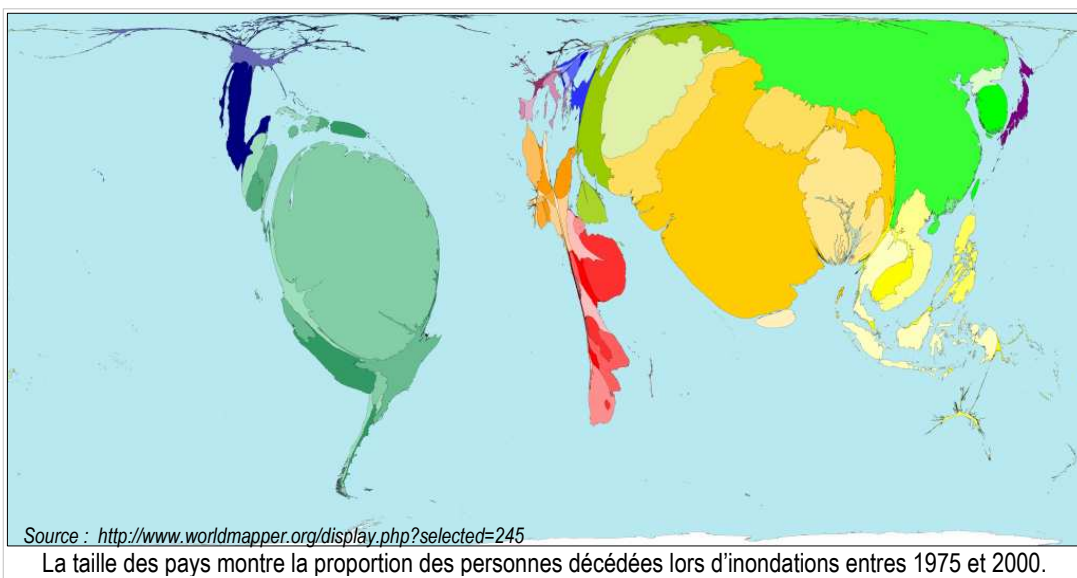 Source : http://www.worldmapper.org/display.php?selected=245
La taille des pays montre la proportion des personnes décédées lors d’inondations entres 1975 et 2000.